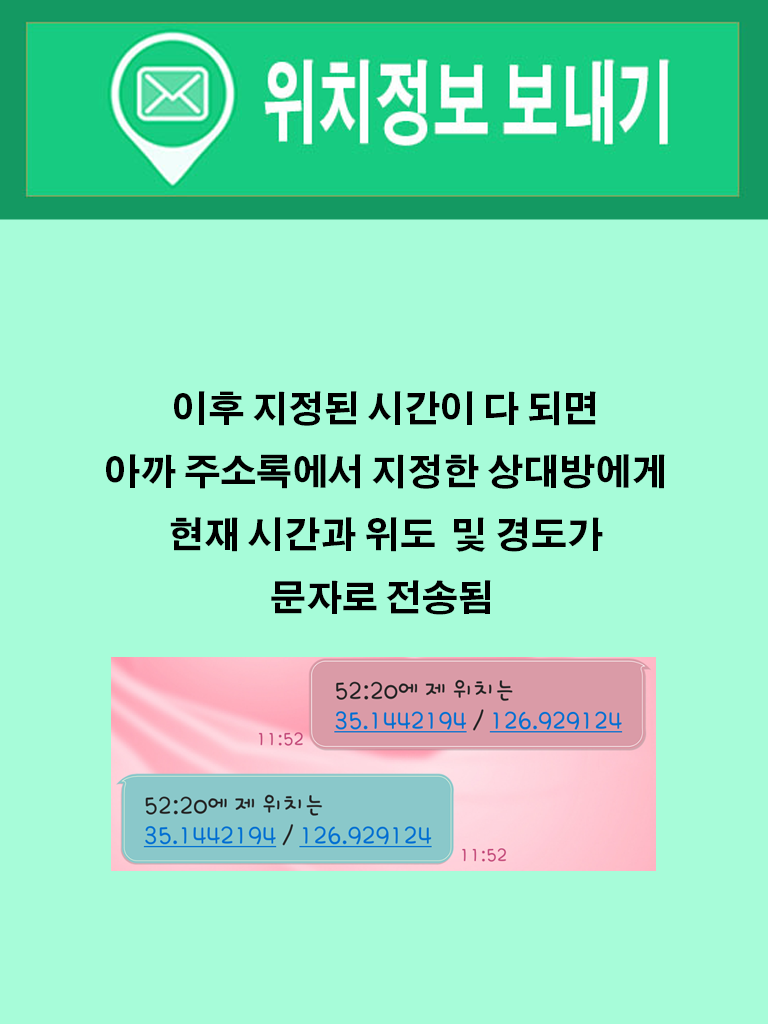 위치정보 보내기
이후 지정된 시간이 다 되면
아까 주소록에서 지정한 상대방에게
현재 시간과 위도 및 경도가
문자로 전송됨
52:20에 제 위치는
35.1442194 / 126.929124
11:52
52:20에 제 위치는
35.1442194 / 126.929124
11:52